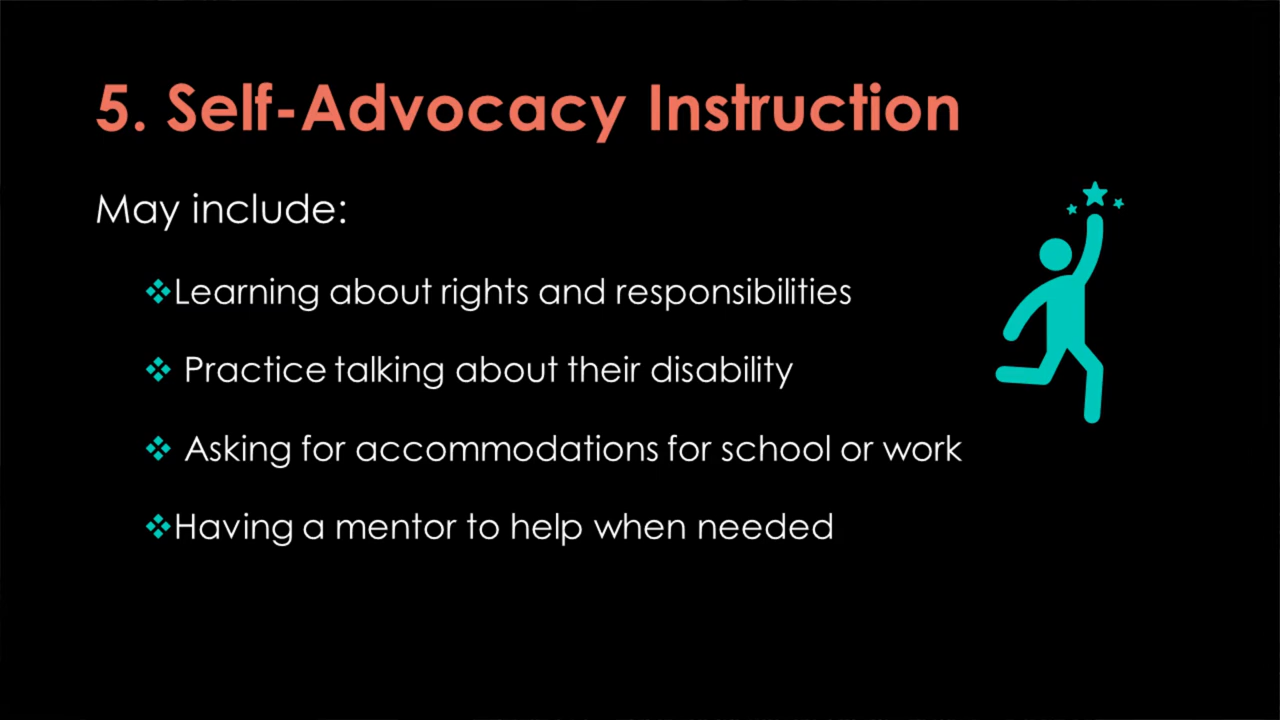 5. Self-Advocacy Instruction
May include:
❖Learning about rights and responsibilities
❖ Practice talking about their disability
❖ Asking for accommodations for school or work
❖Having a mentor to help when needed